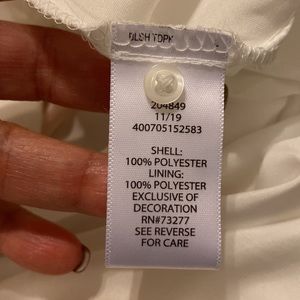 204849
11/19
400705152583
SHELL:
100% POLYESTER
LINING:
100% POLYESTER
EXCLUSIVE OF
DECORATION
RN#73277
SEE REVERSE
FOR CARE